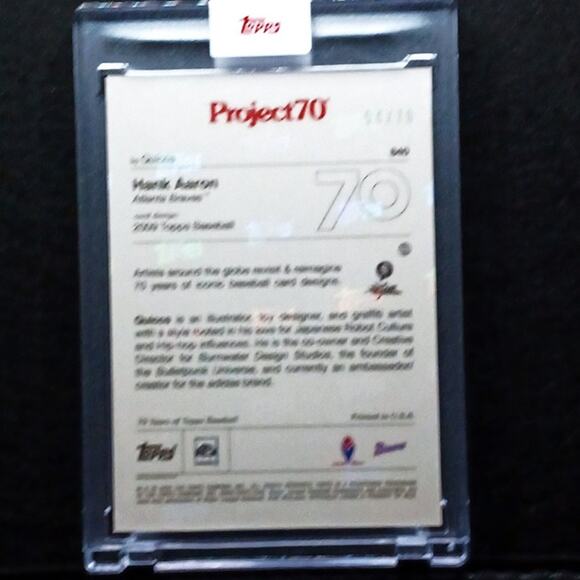 Topps
Project70
/70
by Quiccs
Hank Aaron
Atlanta Braves™
card design
2009 Topps Baseball
70
Artists around the globe revisit & reimagine
70 years of iconic baseball card designs.
Quiccs is an illustrator, toy designer, and graffiti artist
with a style rooted in his love for Japanese Robot Culture
and Hip-hop influences. He is the co-owner and Creative
Director for Burnwater Design Studios, the founder of
the Bulletpunk Universe, and currently an ambassador/
creator for the adidas brand.
70 Years of Topps Baseball
Printed in U.S.A.
Topps
Braves